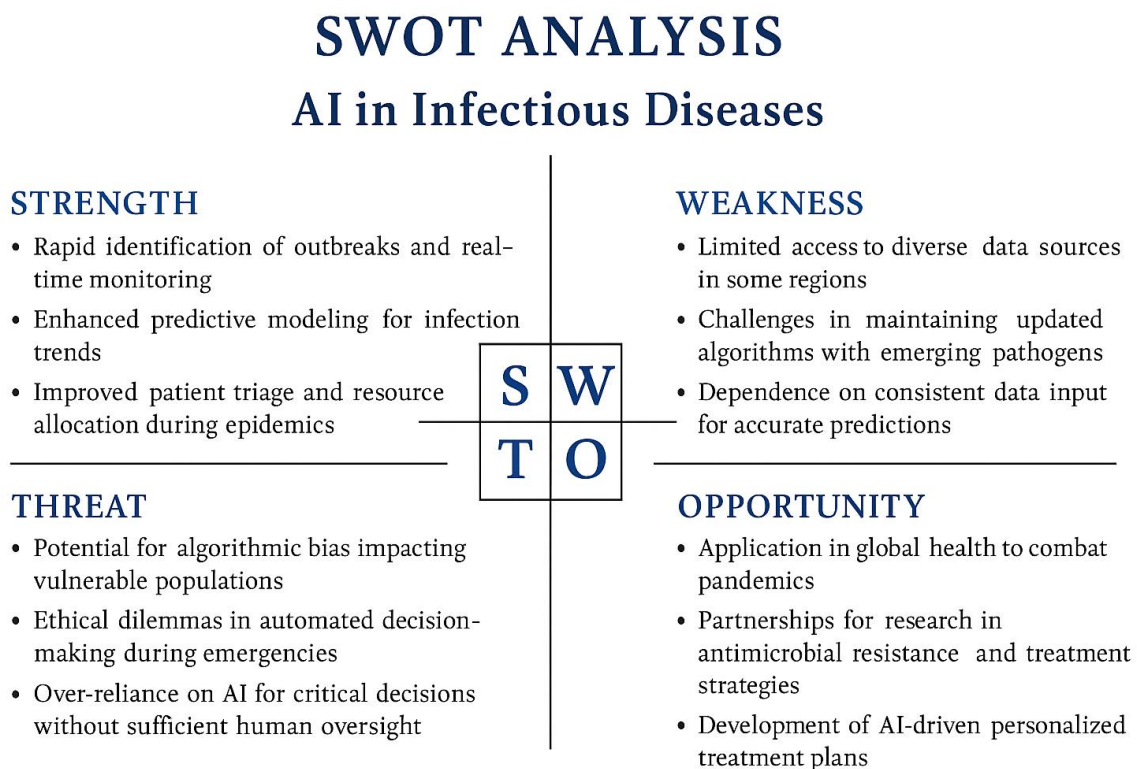 SWOT ANALYSIS
AI in Infectious Diseases
STRENGTH
• Rapid identification of outbreaks and real-
time monitoring
• Enhanced predictive modeling for infection
trends
• Improved patient triage and resource
allocation during epidemics
WEAKNESS
• Limited access to diverse data sources
in some regions
• Challenges in maintaining updated
algorithms with emerging pathogens
• Dependence on consistent data input
for accurate predictions
S W
T O
THREAT
• Potential for algorithmic bias impacting
vulnerable populations
• Ethical dilemmas in automated decision-
making during emergencies
• Over-reliance on AI for critical decisions
without sufficient human oversight
OPPORTUNITY
• Application in global health to combat
pandemics
• Partnerships for research in
antimicrobial resistance and treatment
strategies
• Development of AI-driven personalized
treatment plans